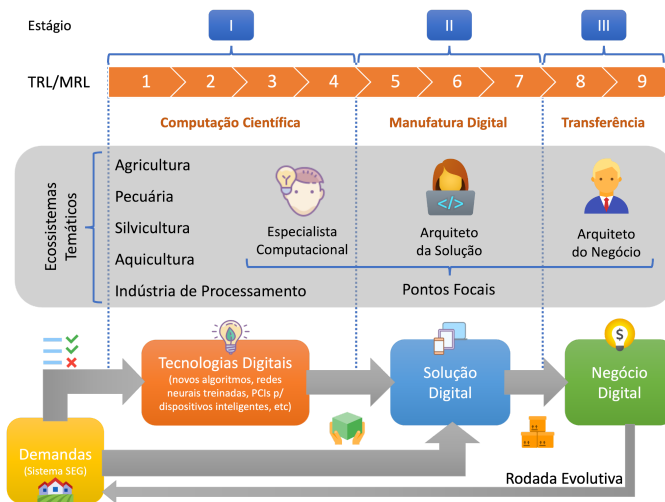 Estágio
I
II
III
TRL/MRL
1
2
3
4
5
6
7
8
9
Computação Científica
Manufatura Digital
Transferência
Ecossistemas
Temáticos
Agricultura
Pecuária
Silvicultura
Aquicultura
Indústria de Processamento
Especialista
Computacional
</>
Arquiteto
da Solução
Arquiteto
do Negócio
Pontos Focais
Tecnologias Digitais
(novos algoritmos, redes
neurais treinadas, PCIs p/
dispositivos inteligentes, etc)
Solução
Digital
$
Negócio
Digital
Demandas
(Sistema SEG)
Rodada Evolutiva